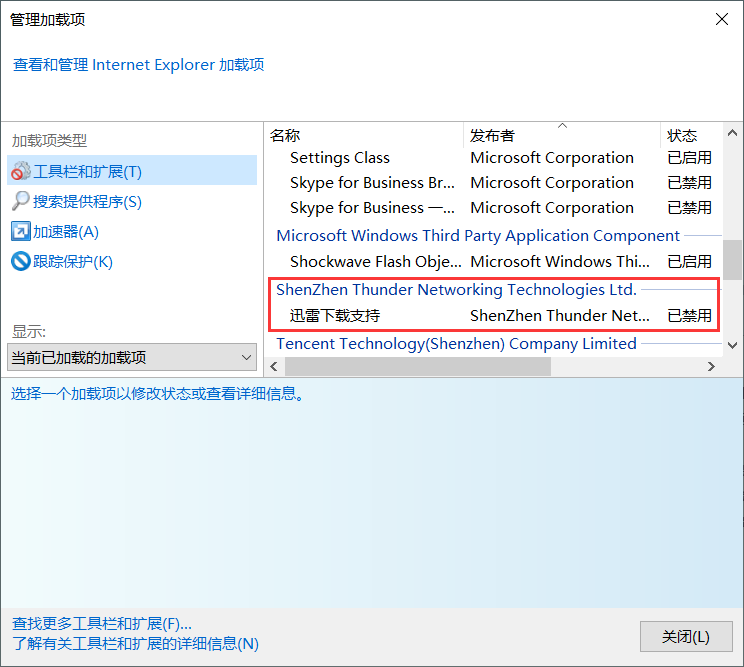 管理加载项
查看和管理 Internet Explorer 加载项
加载项类型
工具栏和扩展(T)
搜索提供程序(S)
加速器(A)
跟踪保护(K)
显示:
当前已加载的加载项
名称 发布者 状态
Settings Class Microsoft Corporation 已启用
Skype for Business Br... Microsoft Corporation 已禁用
Skype for Business 一... Microsoft Corporation 已禁用
Microsoft Windows Third Party Application Component
Shockwave Flash Obje... Microsoft Windows Thi... 已启用
ShenZhen Thunder Networking Technologies Ltd.
迅雷下载支持 ShenZhen Thunder Net... 已禁用
Tencent Technology(Shenzhen) Company Limited
选择一个加载项以修改状态或查看详细信息。
查找更多工具栏和扩展(F)...
了解有关工具栏和扩展的详细信息(N)
关闭(L)